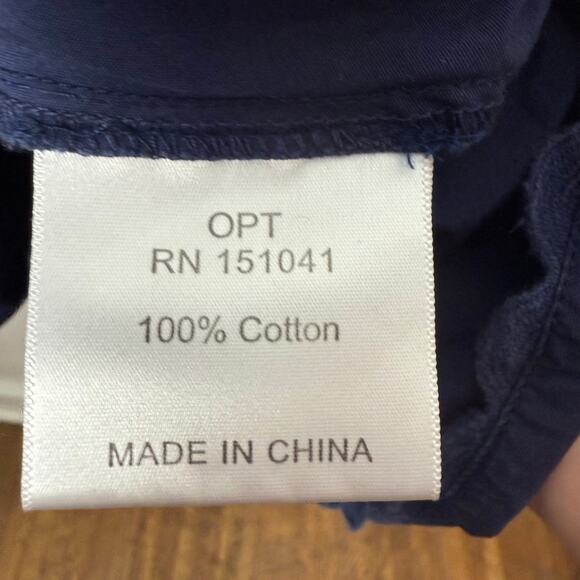 OPT
RN 151041
100% Cotton
MADE IN CHINA